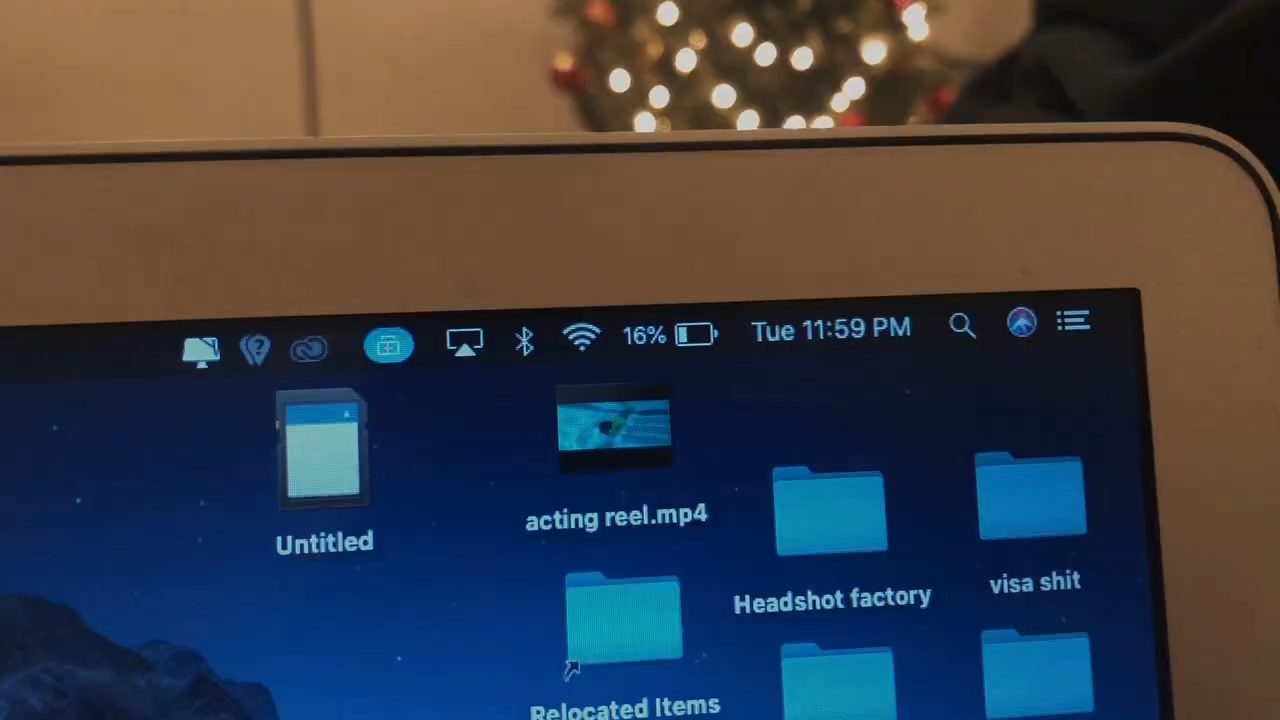 16% Tue 11:59 PM
Untitled
acting reel.mp4
Headshot factory
visa shit
Relocated Items